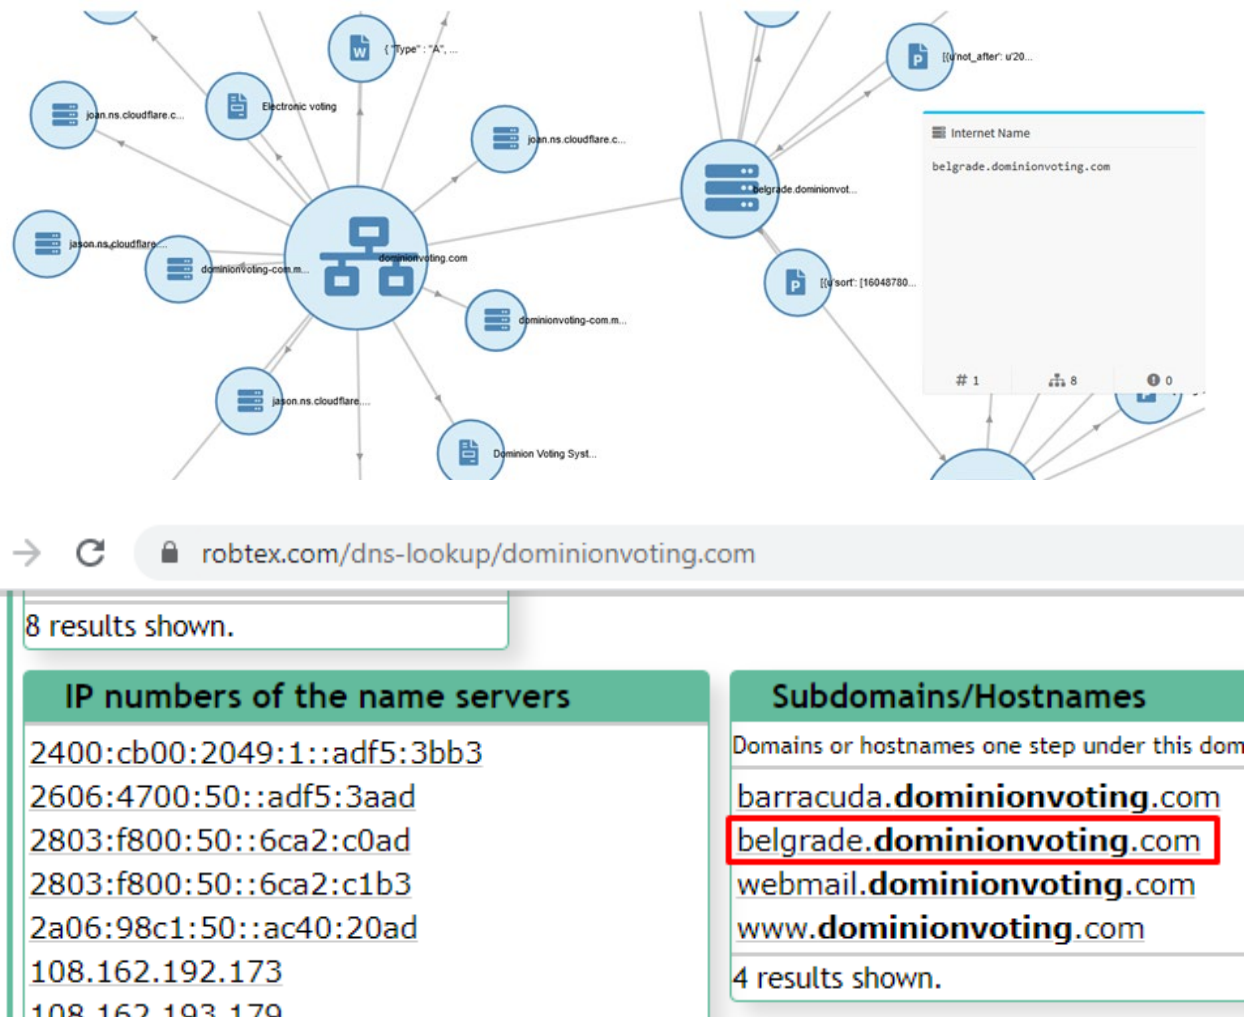 { "Type" : "A", ...
[{u'not_after': u'20...
Electronic voting
joan.ns.cloudflare.c...
joan.ns.cloudflare.c...
Internet Name
belgrade.dominionvoting.com
belgrade.dominionvot...
jason.ns.cloudflare....
dominionvoting.com
dominionvoting-com.m...
[{u'sort': [16048780...
dominionvoting-com.m...
# 1
8
0
jason.ns.cloudflare....
Dominion Voting Syst...
robtex.com/dns-lookup/dominionvoting.com
8 results shown.
IP numbers of the name servers
2400:cb00:2049:1::adf5:3bb3
2606:4700:50::adf5:3aad
2803:f800:50::6ca2:c0ad
2803:f800:50::6ca2:c1b3
2a06:98c1:50::ac40:20ad
108.162.192.173
108.162.193.179
Subdomains/Hostnames
Domains or hostnames one step under this dom
barracuda.dominionvoting.com
belgrade.dominionvoting.com
webmail.dominionvoting.com
www.dominionvoting.com
4 results shown.